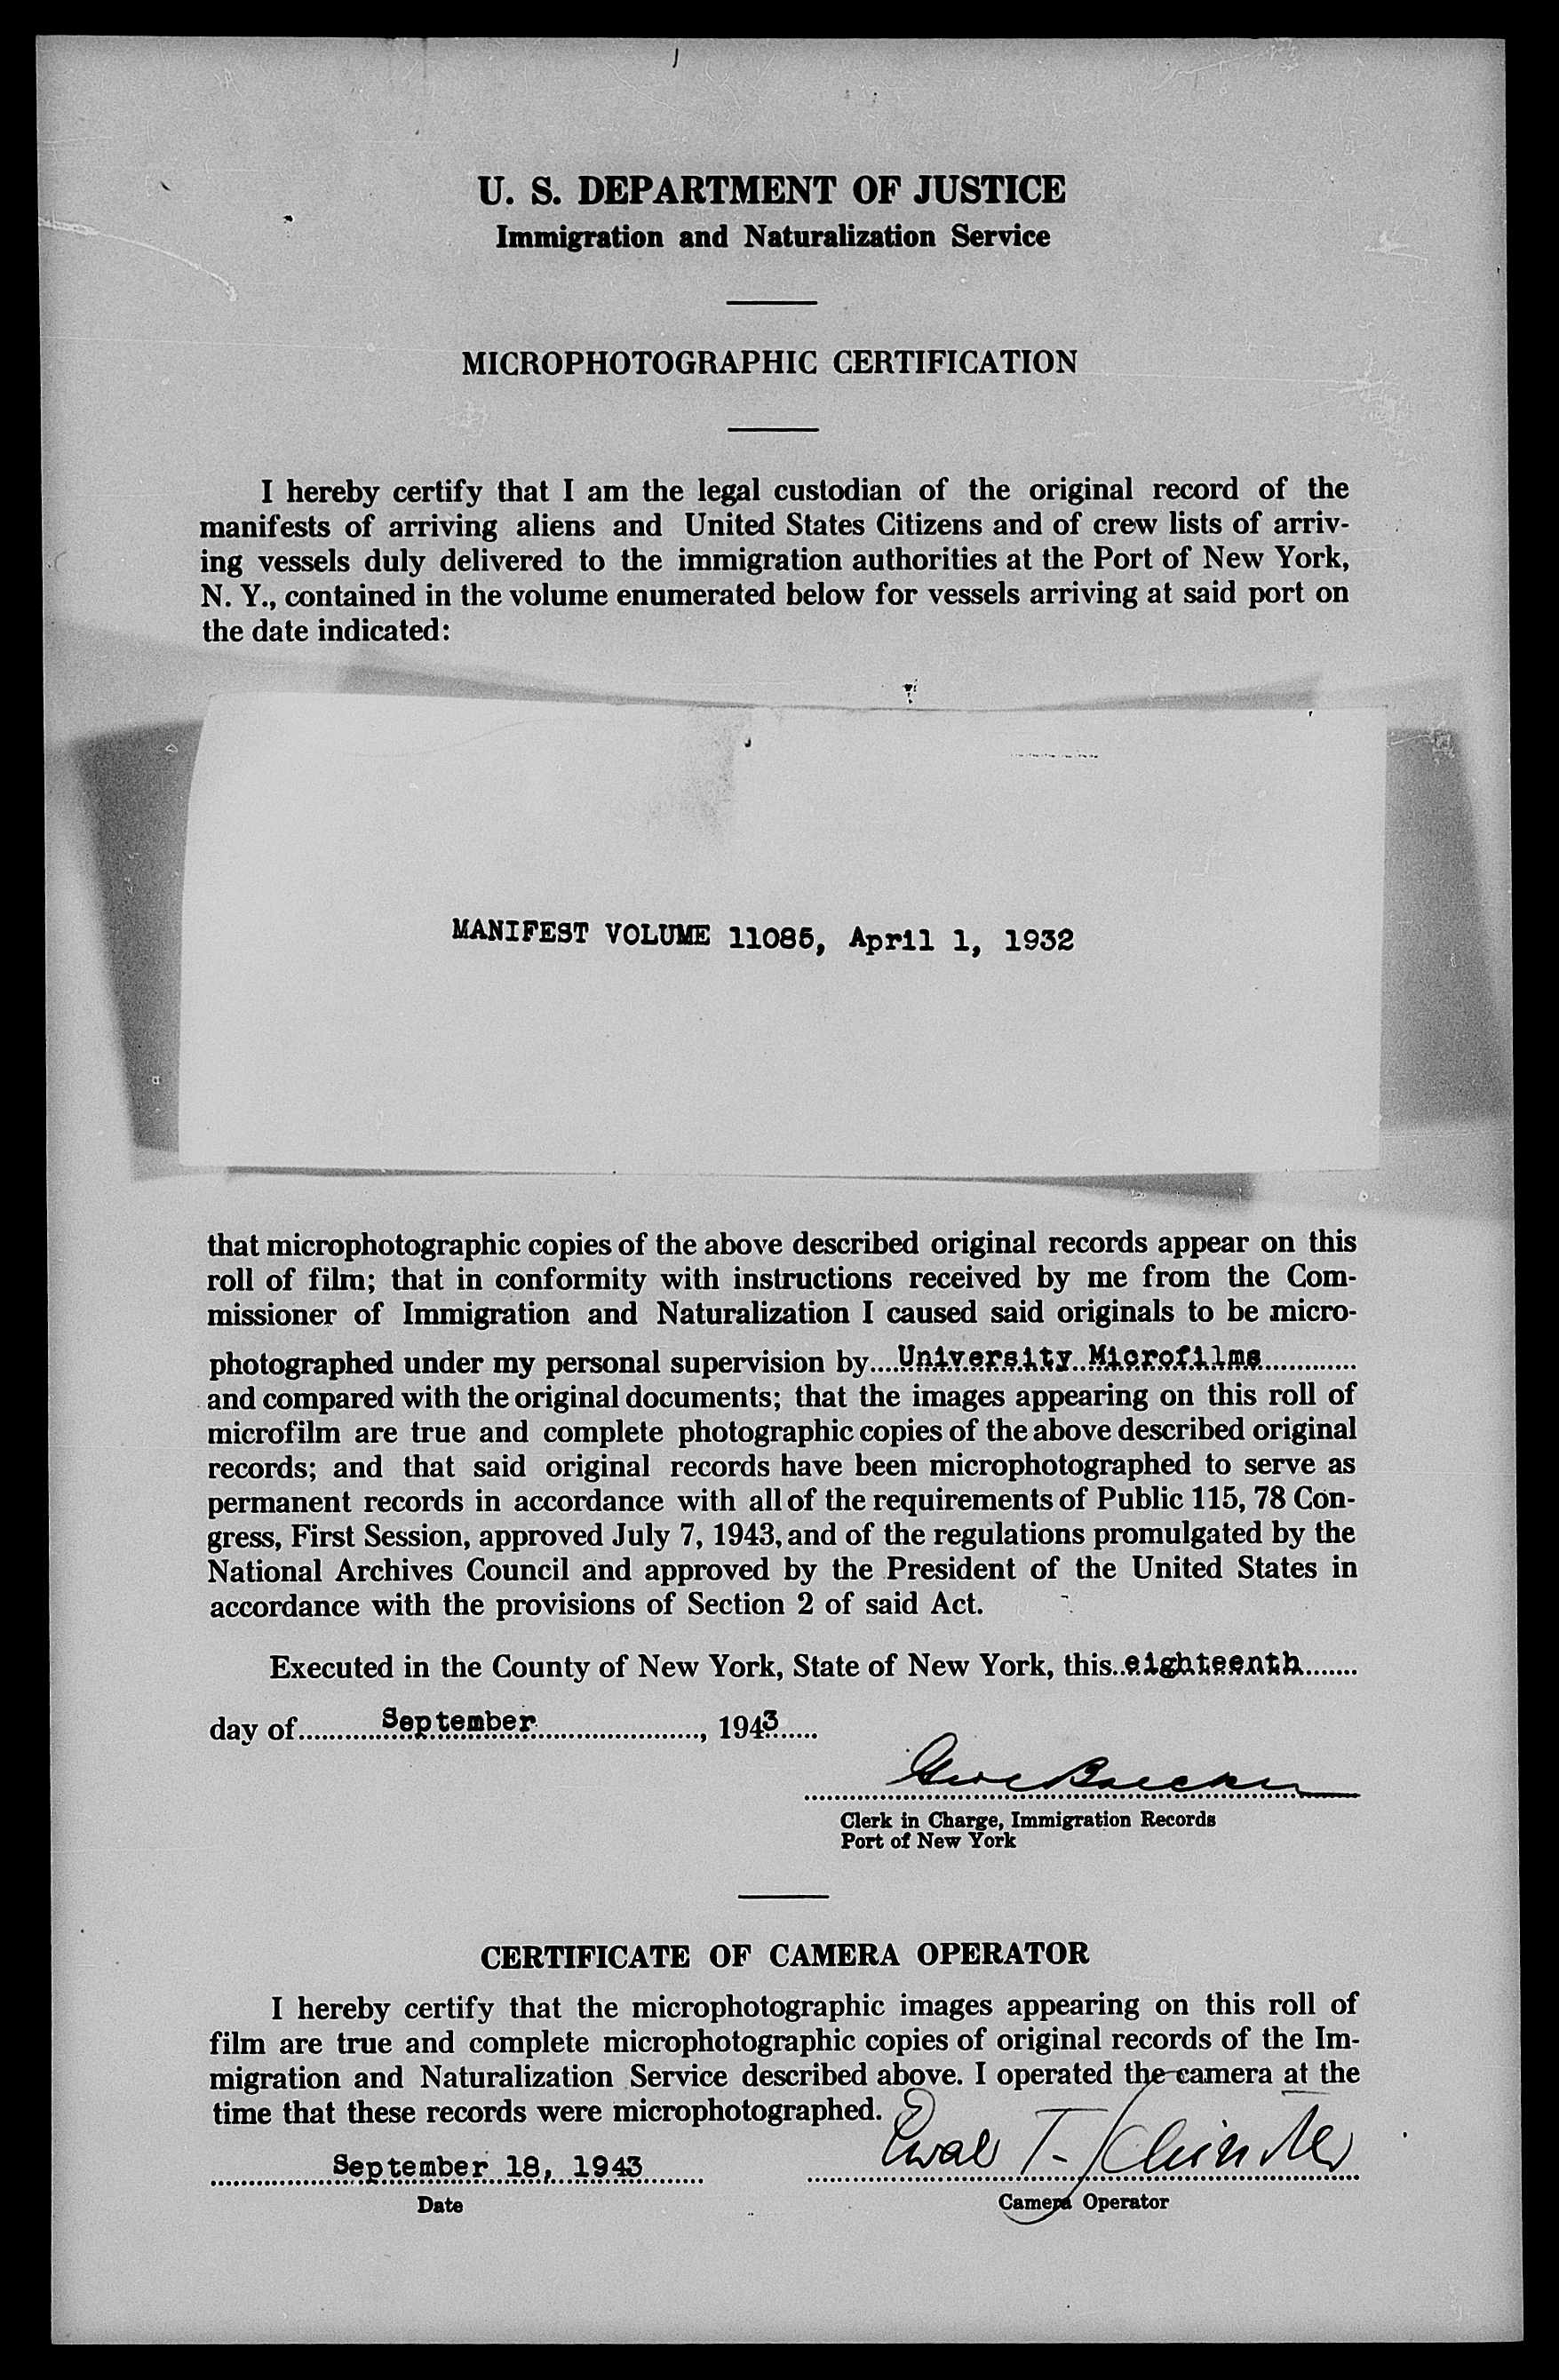 U. S. DEPARTMENT OF JUSTICE
Immigration and Naturalization Service
MICROPHOTOGRAPHIC CERTIFICATION
I hereby certify that I am the legal custodian of the original record of the
manifests of arriving aliens and United States Citizens and of crew lists of arriv-
ing vessels duly delivered to the immigration authorities at the Port of New York,
N. Y., contained in the volume enumerated below for vessels arriving at said port on
the date indicated:
MANIFEST VOLUME 11085, April 1, 1932
that microphotographic copies of the above described original records appear on this
roll of film; that in conformity with instructions received by me from the Com-
missioner of Immigration and Naturalization I caused said originals to be micro-
photographed under my personal supervision by....University Microfilms............
and compared with the original documents; that the images appearing on this roll of
microfilm are true and complete photographic copies of the above described original
records; and that said original records have been microphotographed to serve as
permanent records in accordance with all of the requirements of Public 115, 78 Con-
gress, First Session, approved July 7, 1943, and of the regulations promulgated by the
National Archives Council and approved by the President of the United States in
accordance with the provisions of Section 2 of said Act.
Executed in the County of New York, State of New York, this..eighteenth.......
day of...........September......................, 1943......
Clerk in Charge, Immigration Records
Port of New York
CERTIFICATE OF CAMERA OPERATOR
I hereby certify that the microphotographic images appearing on this roll of
film are true and complete microphotographic copies of original records of the Im-
migration and Naturalization Service described above. I operated the camera at the
time that these records were microphotographed.
September 18, 1943
Date
Camera Operator